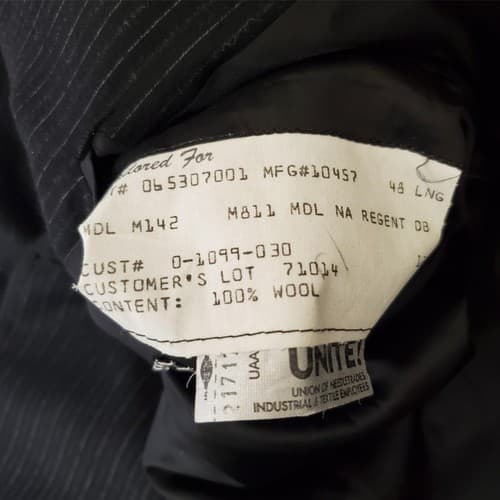 ilored For
# 065307001 MFG#10457 48 LNG
MDL M142 M811 MDL NA REGENT DB
CUST# 0-1099-030
CUSTOMER'S LOT 71014
CONTENT: 100% WOOL
UAA
UNITE!
UNION OF NEEDLETRADES,
INDUSTRIAL & TEXTILE EMPLOYEES